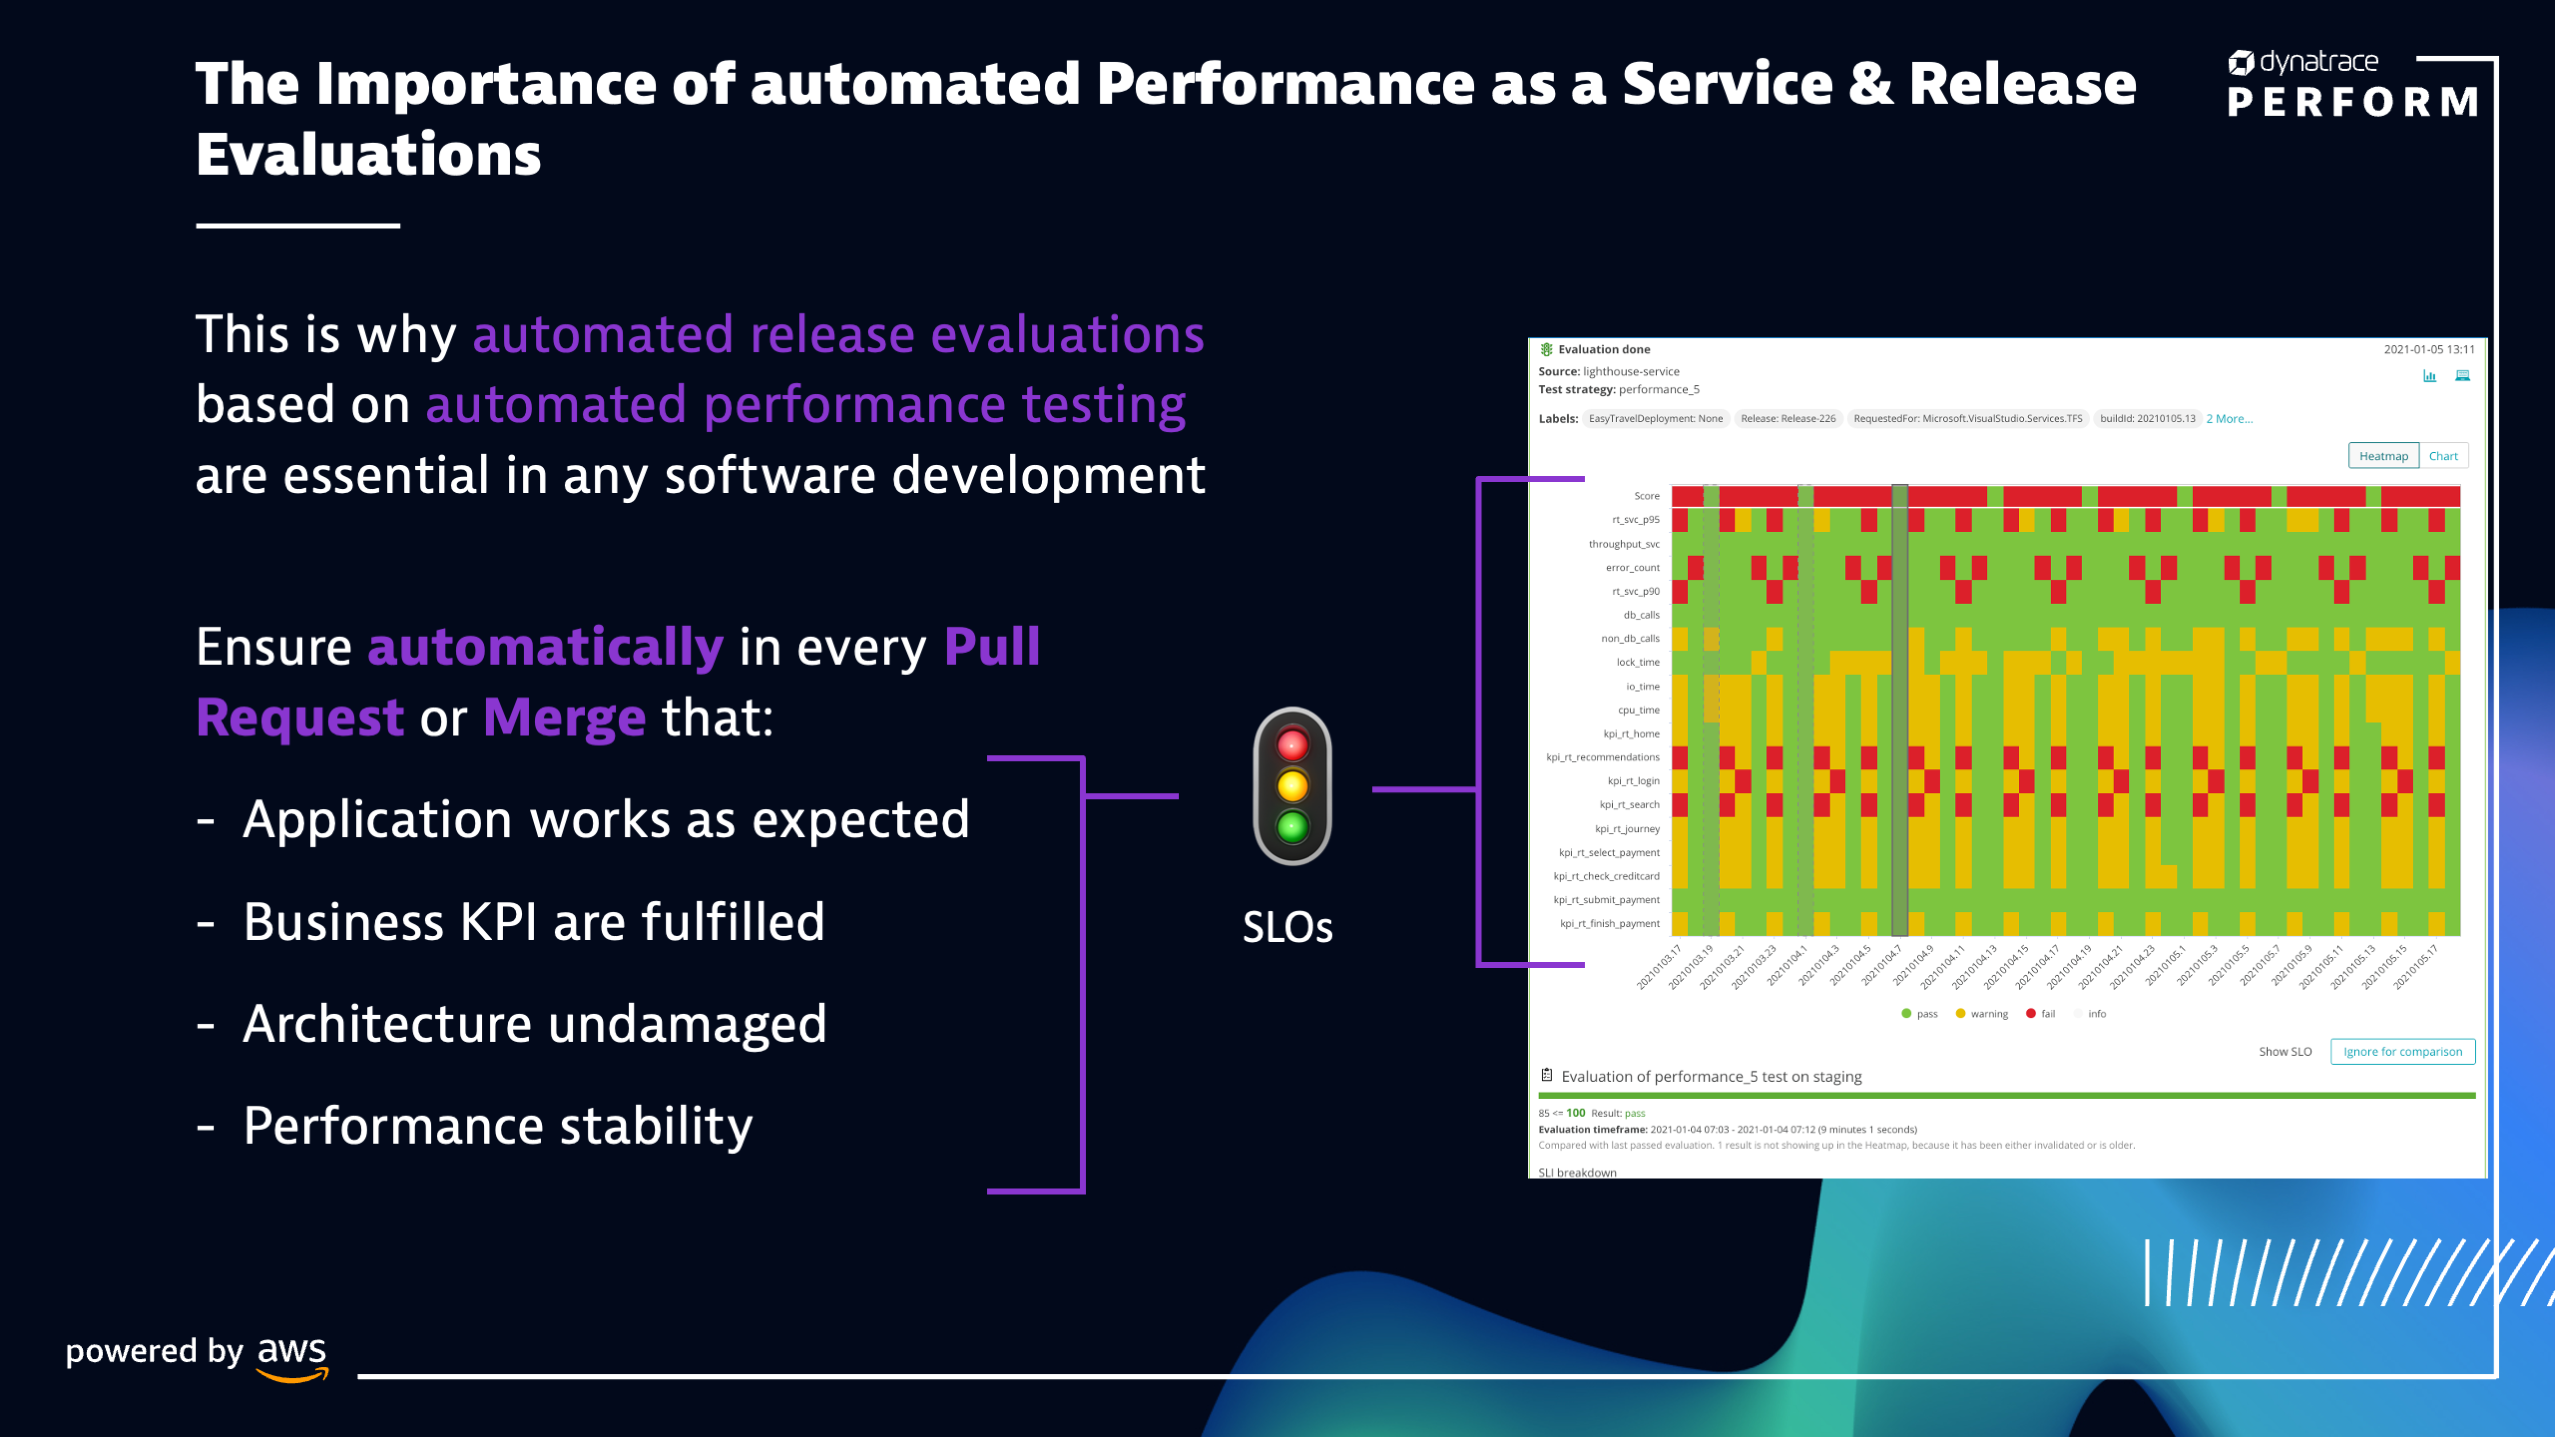 The Importance of automated Performance as a Service & Release
Evaluations
dynatrace
PERFORM
This is why automated release evaluations
based on automated performance testing
are essential in any software development
Ensure automatically in every Pull
Request or Merge that:
- Application works as expected
- Business KPI are fulfilled
- Architecture undamaged
- Performance stability
SLOs
Evaluation done
2021-01-05 13:11
Source: lighthouse-service
Test strategy: performance_5
Labels: EasyTravelDeployment: None Release: Release-226 RequestedFor: Microsoft.VisualStudio.Services.TFS buildId: 20210105.13 2 More...
Heatmap Chart
Score
rt_svc_p95
throughput_svc
error_count
rt_svc_p90
db_calls
non_db_calls
lock_time
io_time
cpu_time
kpi_rt_home
kpi_rt_recommendations
kpi_rt_login
kpi_rt_search
kpi_rt_journey
kpi_rt_select_payment
kpi_rt_check_creditcard
kpi_rt_submit_payment
kpi_rt_finish_payment
20210103.17 20210103.19 20210103.21 20210103.23 20210104.1 20210104.3 20210104.5 20210104.7 20210104.9 20210104.11 20210104.13 20210104.15 20210104.17 20210104.19 20210104.21 20210104.23 20210105.1 20210105.3 20210105.5 20210105.7 20210105.9 20210105.11 20210105.13 20210105.15 20210105.17
pass warning fail info
Show SLO Ignore for comparison
Evaluation of performance_5 test on staging
85 <= 100 Result: pass
Evaluation timeframe: 2021-01-04 07:03 - 2021-01-04 07:12 (9 minutes 1 seconds)
Compared with last passed evaluation. 1 result is not showing up in the Heatmap, because it has been either invalidated or is older.
SLI breakdown
powered by aws